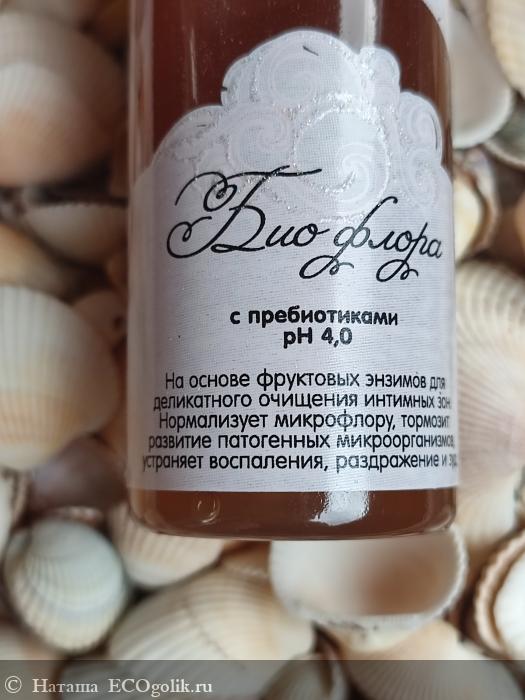 Био флора
с пребиотиками
pH 4,0
На основе фруктовых энзимов для
деликатного очищения интимных зон
Нормализует микрофлору, тормозит
развитие патогенных микроорганизмов,
устраняет воспаления, раздражение и зуд
© Наташа ECOgolik.ru